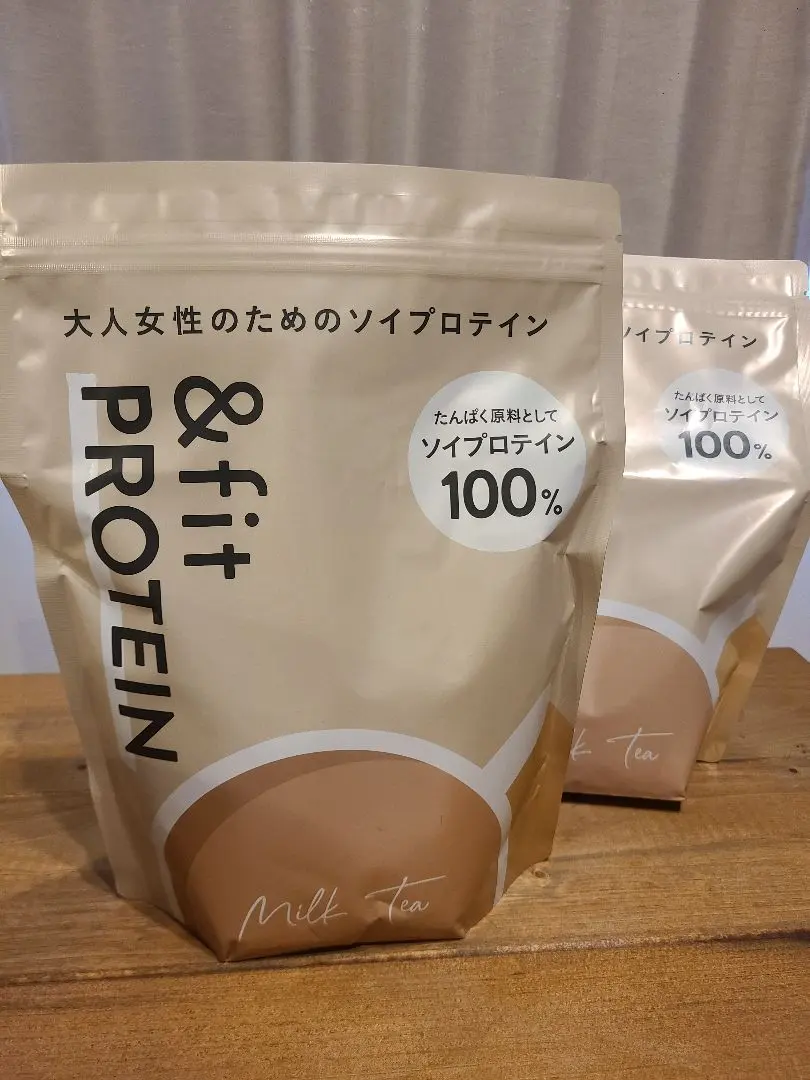 大人女性のためのソイプロテイン
&fit
PROTEIN
たんぱく原料として
ソイプロテイン
100%
Milk Tea
ソイプロテイン
たんぱく原料として
ソイプロテイン
100%
Tea